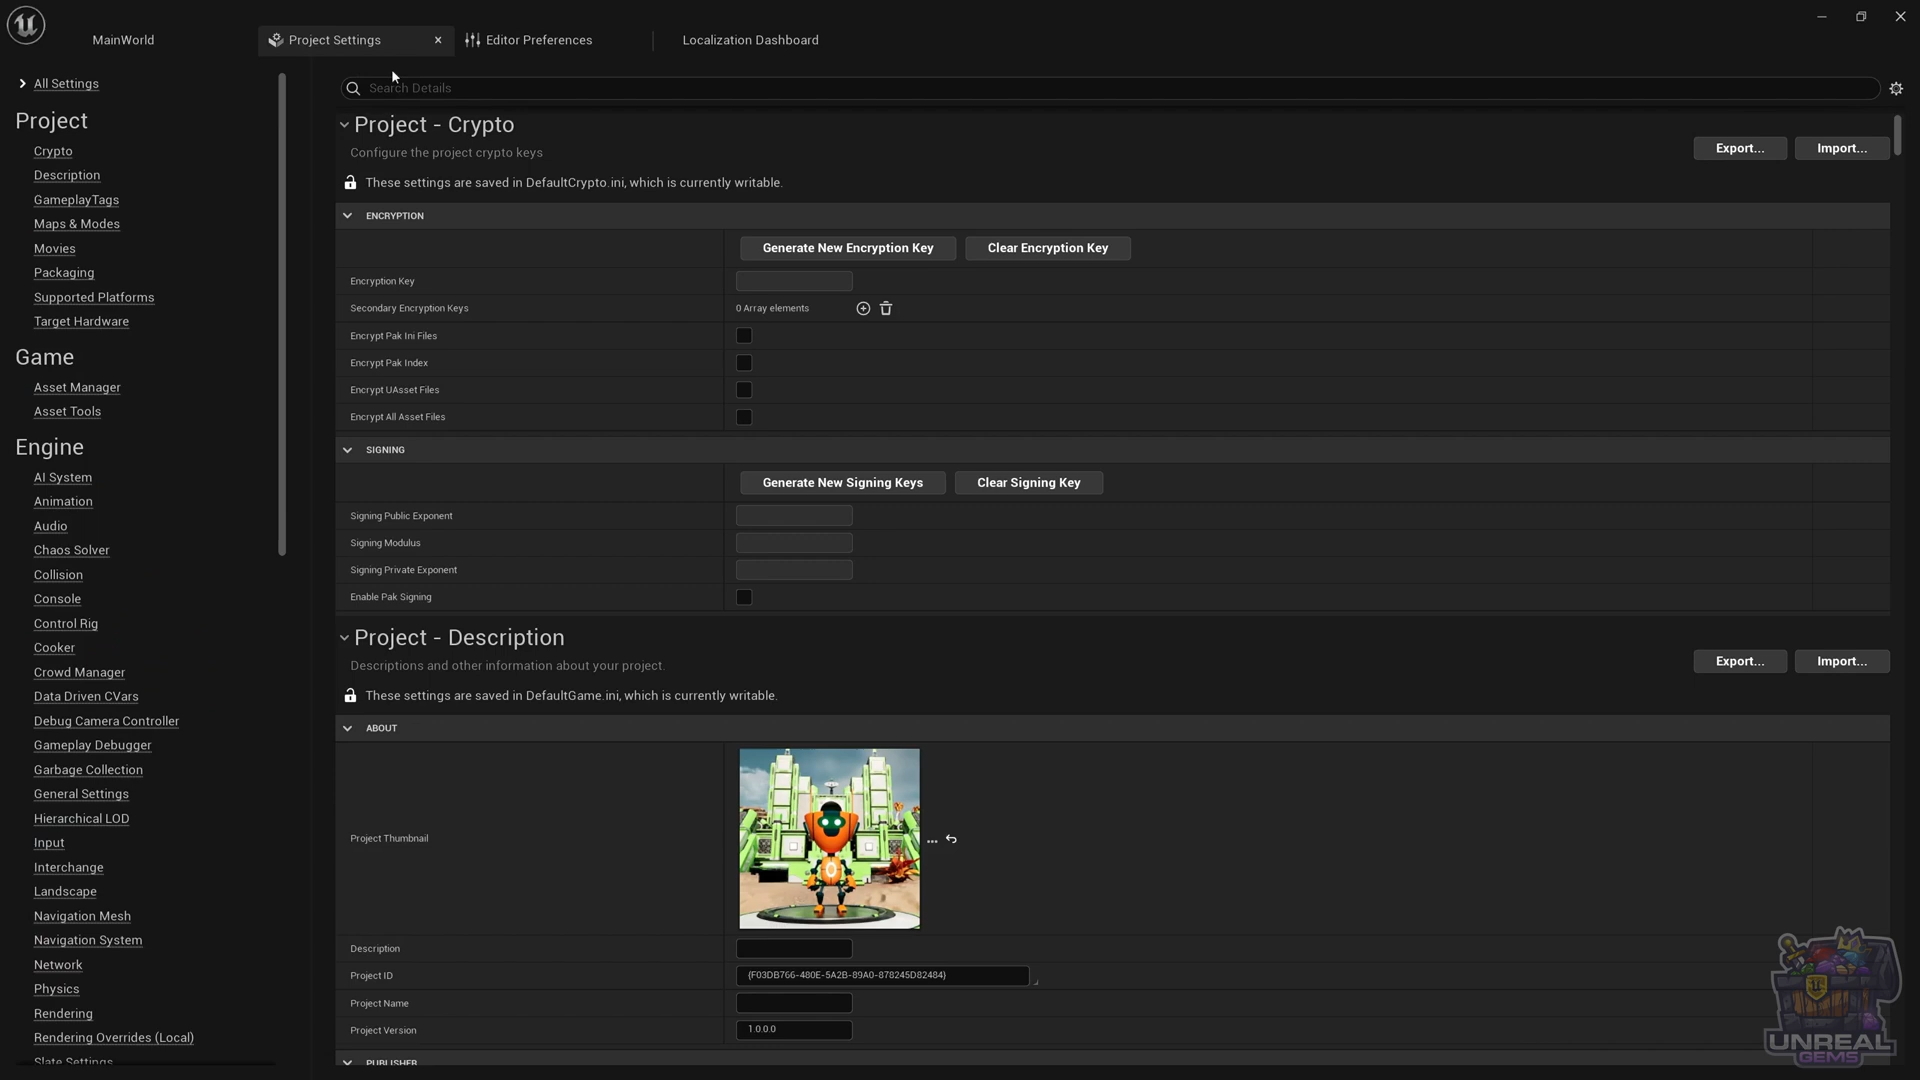 MainWorld
Project Settings
Editor Preferences
Localization Dashboard
All Settings
Project
Crypto
Description
GameplayTags
Maps & Modes
Movies
Packaging
Supported Platforms
Target Hardware
Game
Asset Manager
Asset Tools
Engine
AI System
Animation
Audio
Chaos Solver
Collision
Console
Control Rig
Cooker
Crowd Manager
Data Driven CVars
Debug Camera Controller
Gameplay Debugger
Garbage Collection
General Settings
Hierarchical LOD
Input
Interchange
Landscape
Navigation Mesh
Navigation System
Network
Physics
Rendering
Rendering Overrides (Local)
Slate Settings
Search Details
Project - Crypto
Configure the project crypto keys
Export... Import...
These settings are saved in DefaultCrypto.ini, which is currently writable.
ENCRYPTION
Generate New Encryption Key Clear Encryption Key
Encryption Key
Secondary Encryption Keys 0 Array elements
Encrypt Pak Ini Files
Encrypt Pak Index
Encrypt UAsset Files
Encrypt All Asset Files
SIGNING
Generate New Signing Keys Clear Signing Key
Signing Public Exponent
Signing Modulus
Signing Private Exponent
Enable Pak Signing
Project - Description
Descriptions and other information about your project.
Export... Import...
These settings are saved in DefaultGame.ini, which is currently writable.
ABOUT
Project Thumbnail
...
Description
Project ID {F03DB766-480E-5A2B-89A0-878245D82484}
Project Name
Project Version 1.0.0.0
PUBLISHER
UNREAL
GEMS